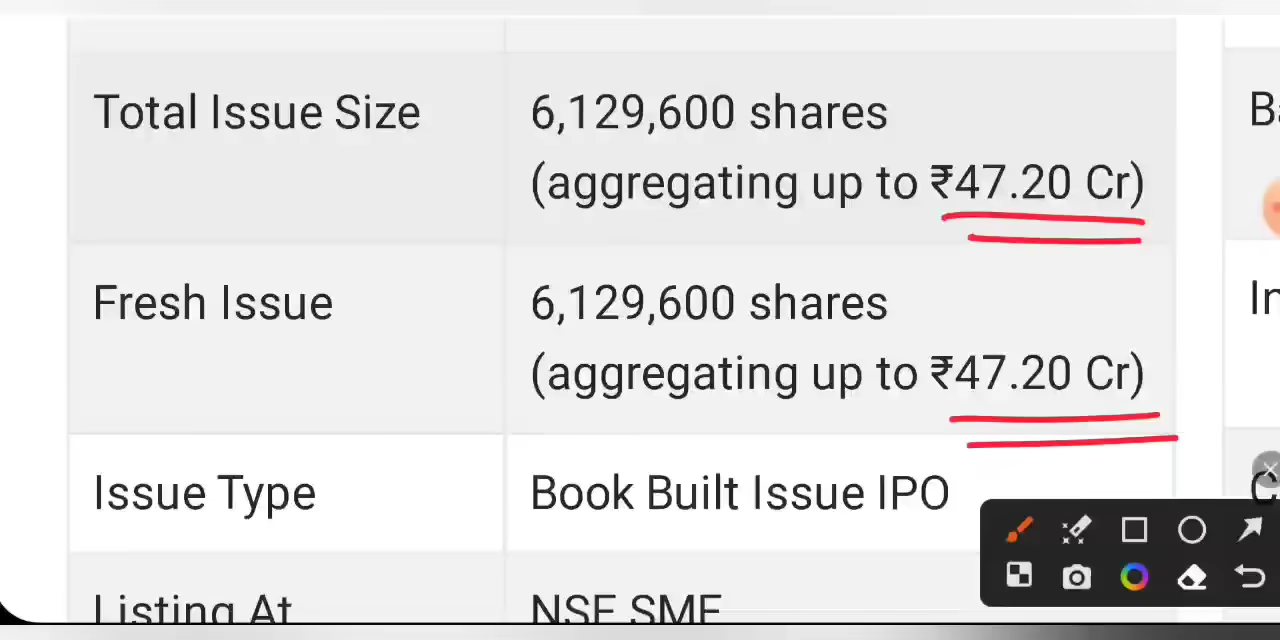 Total Issue Size
6,129,600 shares
(aggregating up to ₹47.20 Cr)
Fresh Issue
6,129,600 shares
(aggregating up to ₹47.20 Cr)
Issue Type
Book Built Issue IPO
Listing At
NSE SME